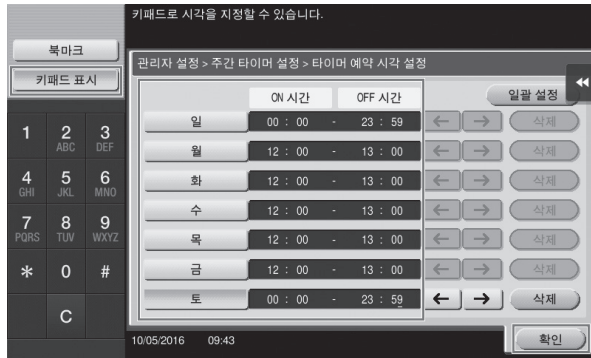 키패드로 시각을 지정할 수 있습니다.
북마크
키패드 표시
관리자 설정 > 주간 타이머 설정 > 타이머 예약 시각 설정
ON 시간 OFF 시간 일괄 설정
일 00 : 00 - 23 : 59 ← → 삭제
월 12 : 00 - 13 : 00 ← → 삭제
화 12 : 00 - 13 : 00 ← → 삭제
수 12 : 00 - 13 : 00 ← → 삭제
목 12 : 00 - 13 : 00 ← → 삭제
금 12 : 00 - 13 : 00 ← → 삭제
토 00 : 00 - 23 : 59 ← → 삭제
1 2 ABC 3 DEF
4 GHI 5 JKL 6 MNO
7 PQRS 8 TUV 9 WXYZ
* 0 #
C
10/05/2016 09:43
확인